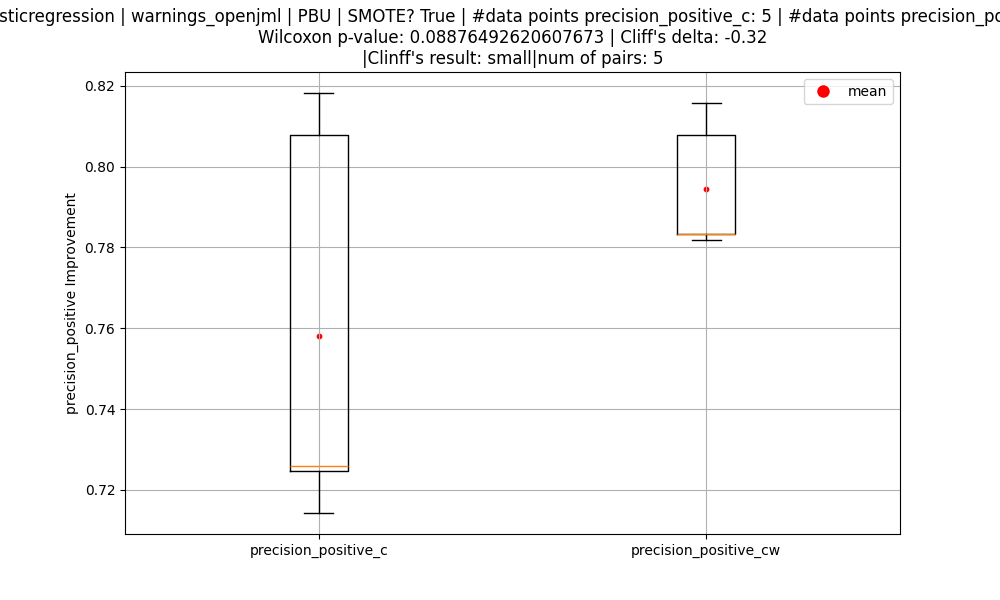 sticregression | warnings_openjml | PBU | SMOTE? True | #data points precision_positive_c: 5 | #data points precision_po
Wilcoxon p-value: 0.08876492620607673 | Cliff's delta: -0.32
|Clinff's result: small|num of pairs: 5
mean
0.82
0.80
0.78
0.76
0.74
0.72
precision_positive Improvement
precision_positive_c
precision_positive_cw